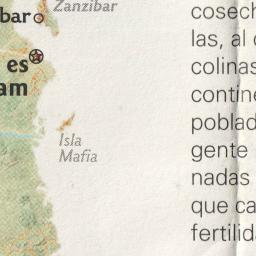 Zanzibar
bar
es
am
Isla
Mafia
cosech
las, al
colinas
contine
poblad
gente
nadas
que ca
fertilid